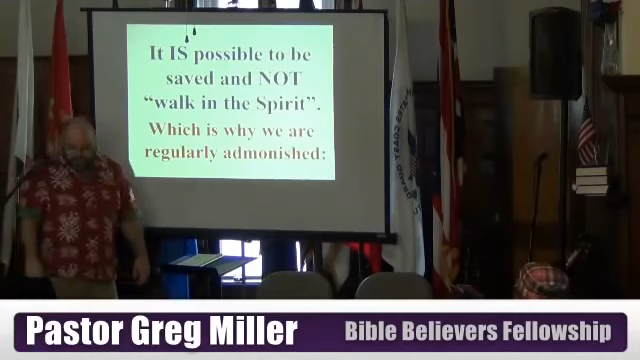 It IS possible to be
saved and NOT
“walk in the Spirit”.
Which is why we are
regularly admonished:
Pastor Greg Miller
Bible Believers Fellowship